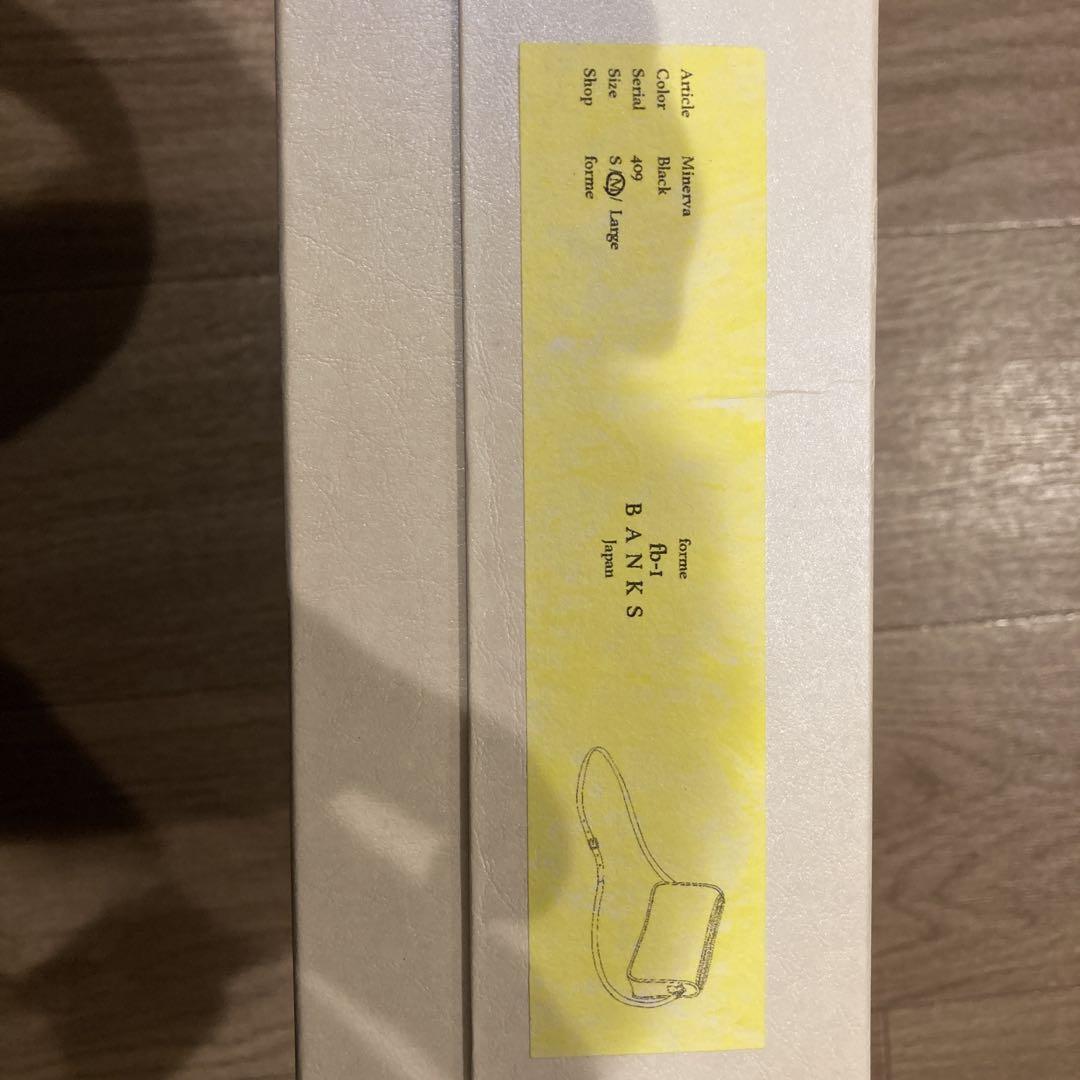 Article Minerva
Color Black
Serial 409
Size S / M / Large
Shop forme
forme
fb-1
BANKS
Japan